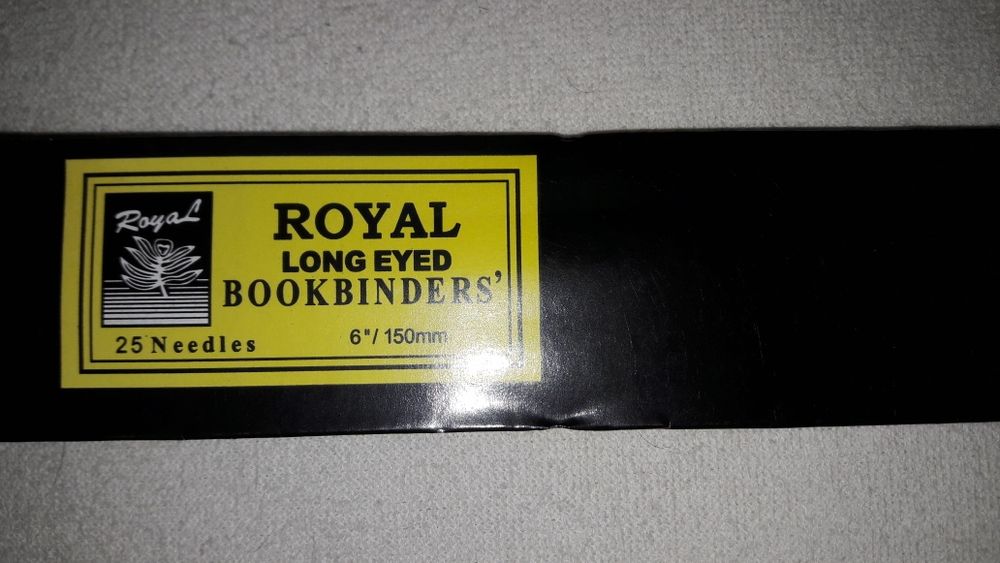 Royal
ROYAL
LONG EYED
BOOKBINDERS'
25 Needles
6"/150mm